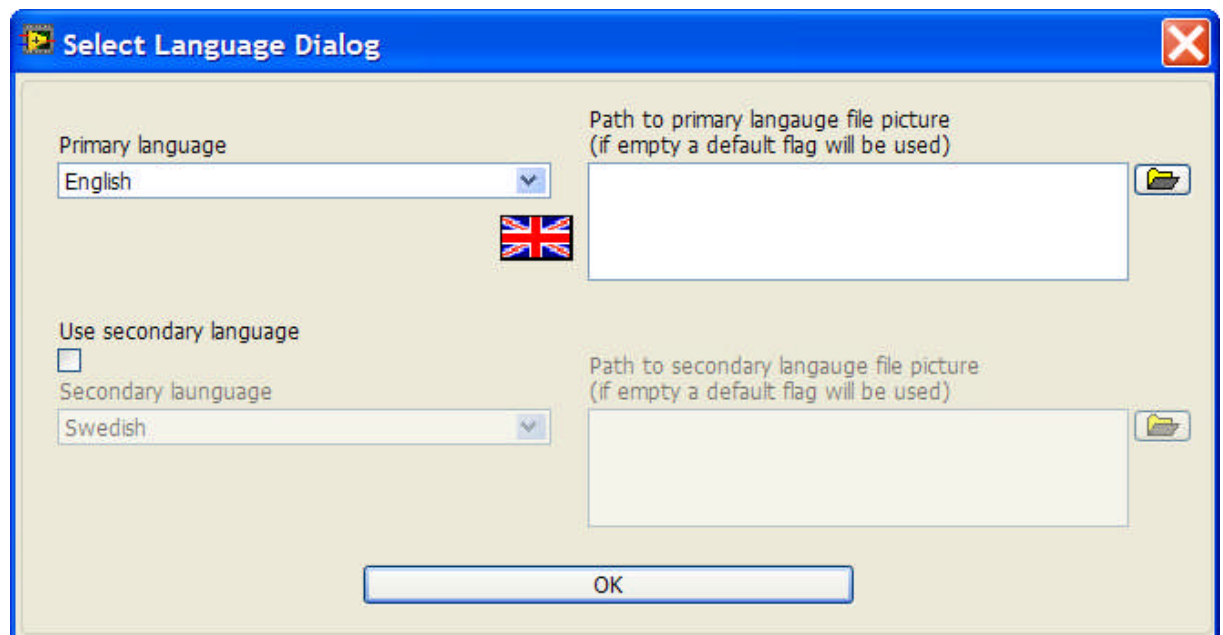 Select Language Dialog
Primary language
English
Path to primary langauge file picture
(if empty a default flag will be used)
Use secondary language
Secondary launguage
Swedish
Path to secondary langauge file picture
(if empty a default flag will be used)
OK